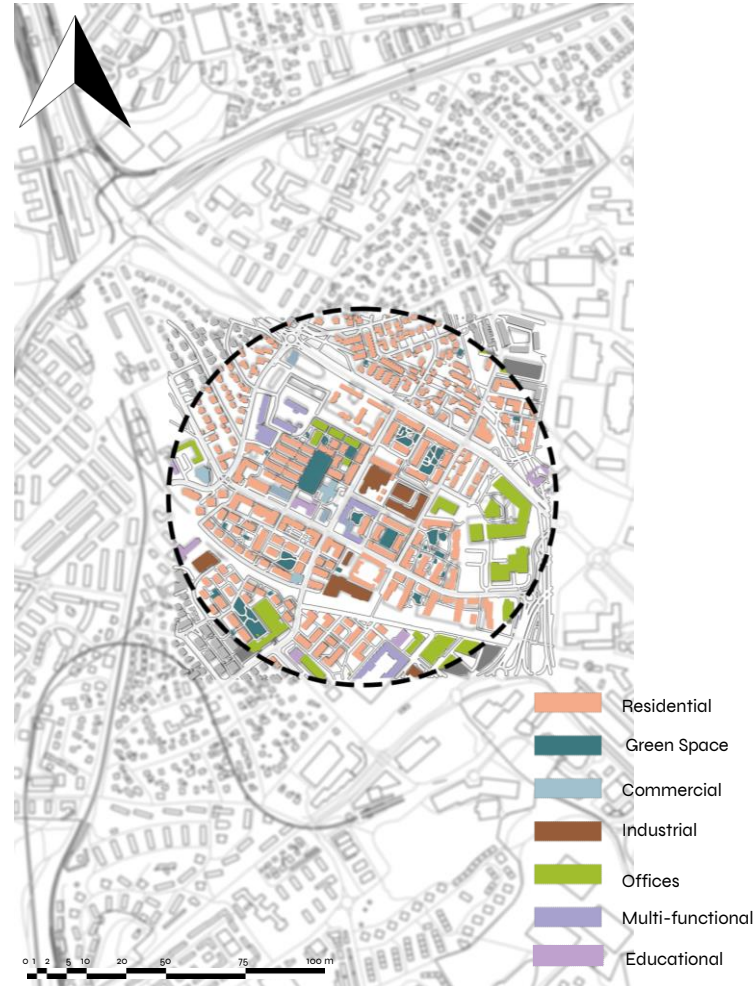 Residential
Green Space
Commercial
Industrial
Offices
Multi-functional
Educational
0 1 2 5 10 20 50 75 100 m